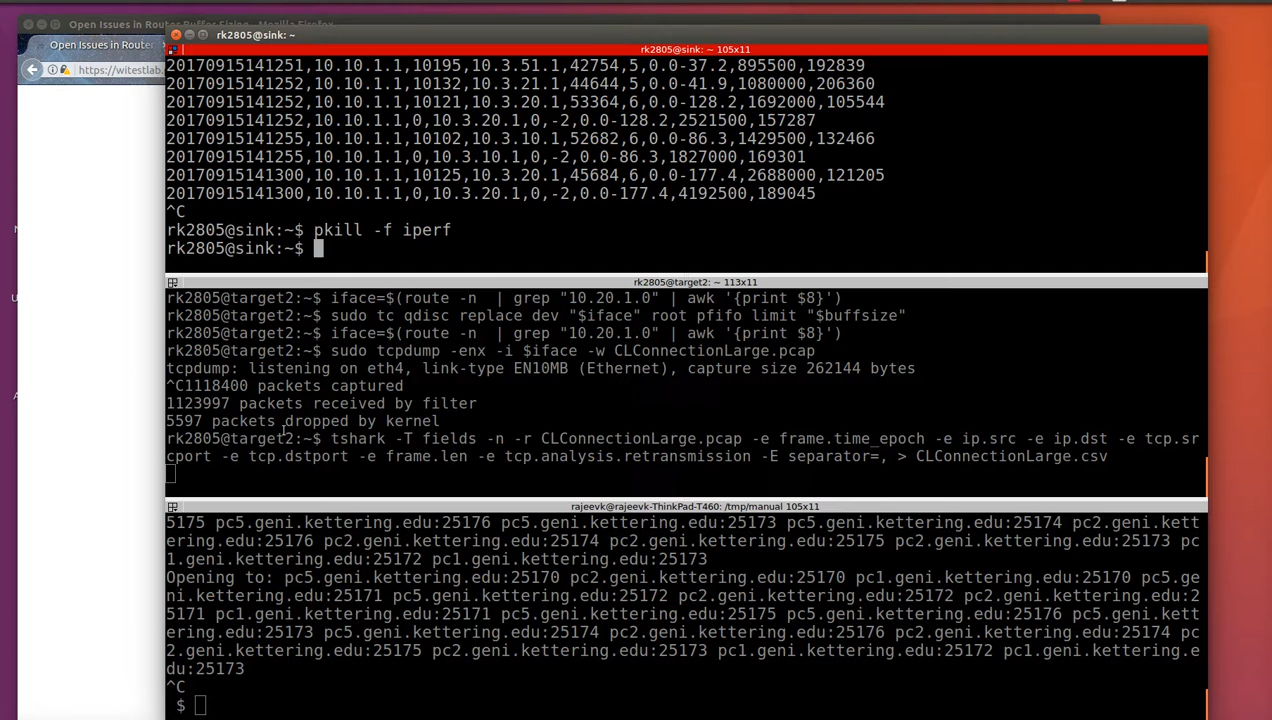 Open Issues in Router Buffer Sizing - Mozilla Firefox
rk2805@sink: ~
Open Issues in Router
rk2805@sink: ~ 105x11
https://witestlab.
20170915141251,10.10.1.1,10195,10.3.51.1,42754,5,0.0-37.2,895500,192839
20170915141252,10.10.1.1,10132,10.3.21.1,44644,5,0.0-41.9,1080000,206360
20170915141252,10.10.1.1,10121,10.3.20.1,53364,6,0.0-128.2,1692000,105544
20170915141252,10.10.1.1,0,10.3.20.1,0,-2,0.0-128.2,2521500,157287
20170915141255,10.10.1.1,10102,10.3.10.1,52682,6,0.0-86.3,1429500,132466
20170915141255,10.10.1.1,0,10.3.10.1,0,-2,0.0-86.3,1827000,169301
20170915141300,10.10.1.1,10125,10.3.20.1,45684,6,0.0-177.4,2688000,121205
20170915141300,10.10.1.1,0,10.3.20.1,0,-2,0.0-177.4,4192500,189045
^C
rk2805@sink:~$ pkill -f iperf
rk2805@sink:~$
rk2805@target2: ~ 113x11
rk2805@target2:~$ iface=$(route -n  | grep "10.20.1.0" | awk '{print $8}')
rk2805@target2:~$ sudo tc qdisc replace dev "$iface" root pfifo limit "$buffsize"
rk2805@target2:~$ iface=$(route -n  | grep "10.20.1.0" | awk '{print $8}')
rk2805@target2:~$ sudo tcpdump -enx -i $iface -w CLConnectionLarge.pcap
tcpdump: listening on eth4, link-type EN10MB (Ethernet), capture size 262144 bytes
^C1118400 packets captured
1123997 packets received by filter
5597 packets dropped by kernel
rk2805@target2:~$ tshark -T fields -n -r CLConnectionLarge.pcap -e frame.time_epoch -e ip.src -e ip.dst -e tcp.sr
cport -e tcp.dstport -e frame.len -e tcp.analysis.retransmission -E separator=, > CLConnectionLarge.csv
rajeevk@rajeevk-ThinkPad-T460: /tmp/manual 105x11
5175 pc5.geni.kettering.edu:25176 pc2.geni.kettering.edu:25173 pc5.geni.kettering.edu:25174 pc2.geni.kett
ering.edu:25176 pc2.geni.kettering.edu:25174 pc2.geni.kettering.edu:25175 pc2.geni.kettering.edu:25173 pc
1.geni.kettering.edu:25172 pc1.geni.kettering.edu:25173
Opening to: pc5.geni.kettering.edu:25170 pc2.geni.kettering.edu:25170 pc1.geni.kettering.edu:25170 pc5.ge
ni.kettering.edu:25171 pc5.geni.kettering.edu:25172 pc2.geni.kettering.edu:25172 pc2.geni.kettering.edu:2
5171 pc1.geni.kettering.edu:25171 pc5.geni.kettering.edu:25175 pc5.geni.kettering.edu:25176 pc5.geni.kett
ering.edu:25173 pc5.geni.kettering.edu:25174 pc2.geni.kettering.edu:25176 pc2.geni.kettering.edu:25174 pc
2.geni.kettering.edu:25175 pc2.geni.kettering.edu:25173 pc1.geni.kettering.edu:25172 pc1.geni.kettering.e
du:25173
^C
$